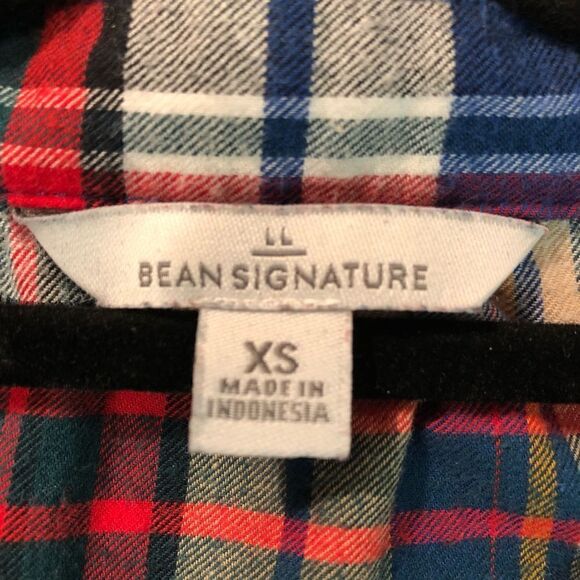 LL
BEAN SIGNATURE
XS
MADE IN
INDONESIA